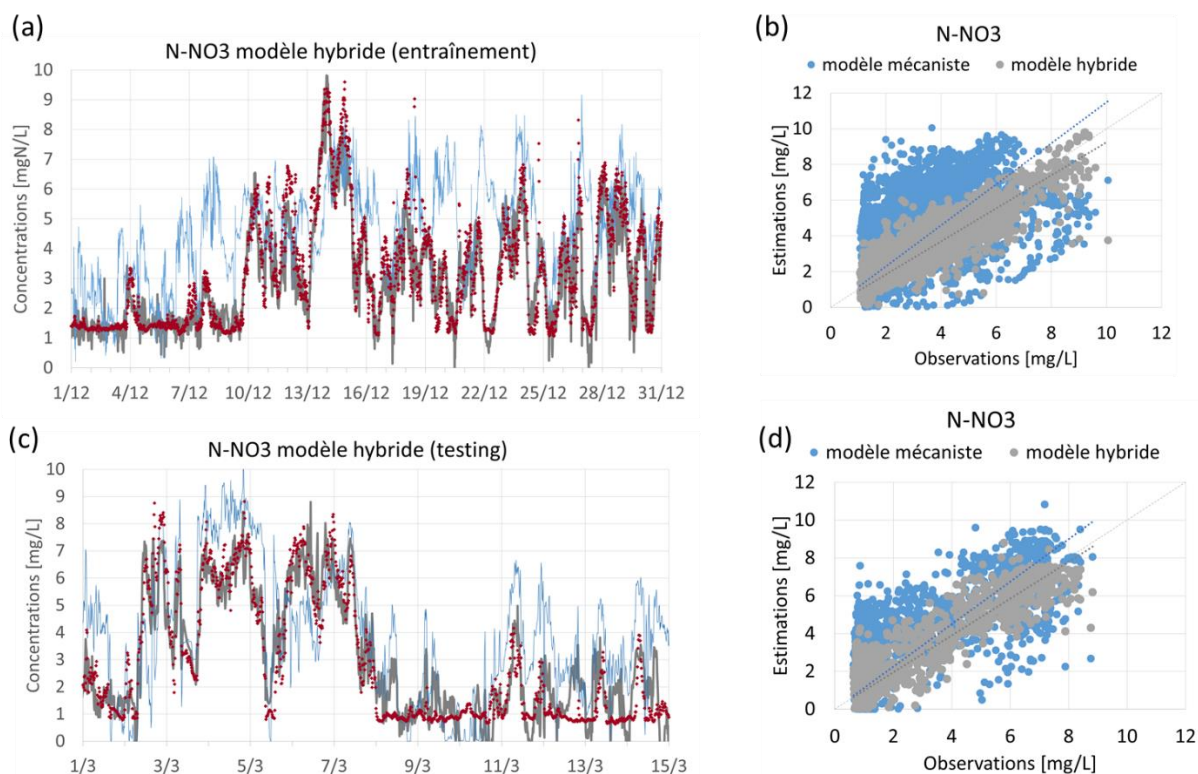 (a)
N-NO3 modèle hybride (entraînement)
Concentrations [mgN/L]
10
9
8
7
6
5
4
3
2
1
0
1/12 4/12 7/12 10/12 13/12 16/12 19/12 22/12 25/12 28/12 31/12
(b)
N-NO3
modèle mécaniste modèle hybride
Estimations [mg/L]
12
10
8
6
4
2
0
0 2 4 6 8 10 12
Observations [mg/L]
(c)
N-NO3 modèle hybride (testing)
Concentrations [mg/L]
10
9
8
7
6
5
4
3
2
1
0
1/3 3/3 5/3 7/3 9/3 11/3 13/3 15/3
(d)
N-NO3
modèle mécaniste modèle hybride
Estimations [mg/L]
12
10
8
6
4
2
0
0 2 4 6 8 10 12
Observations [mg/L]